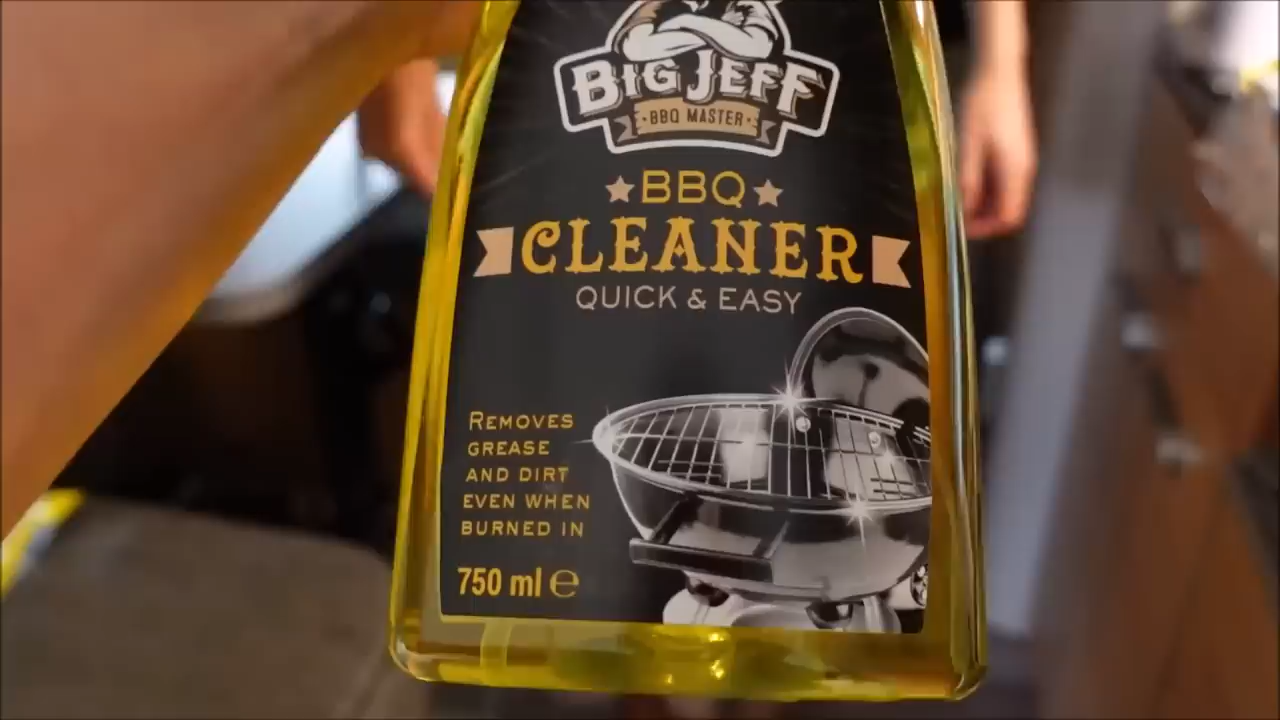 BIG JEFF
·BBQ MASTER·
BBQ
CLEANER
QUICK & EASY
REMOVES
GREASE
AND DIRT
EVEN WHEN
BURNED IN
750 ml ℮